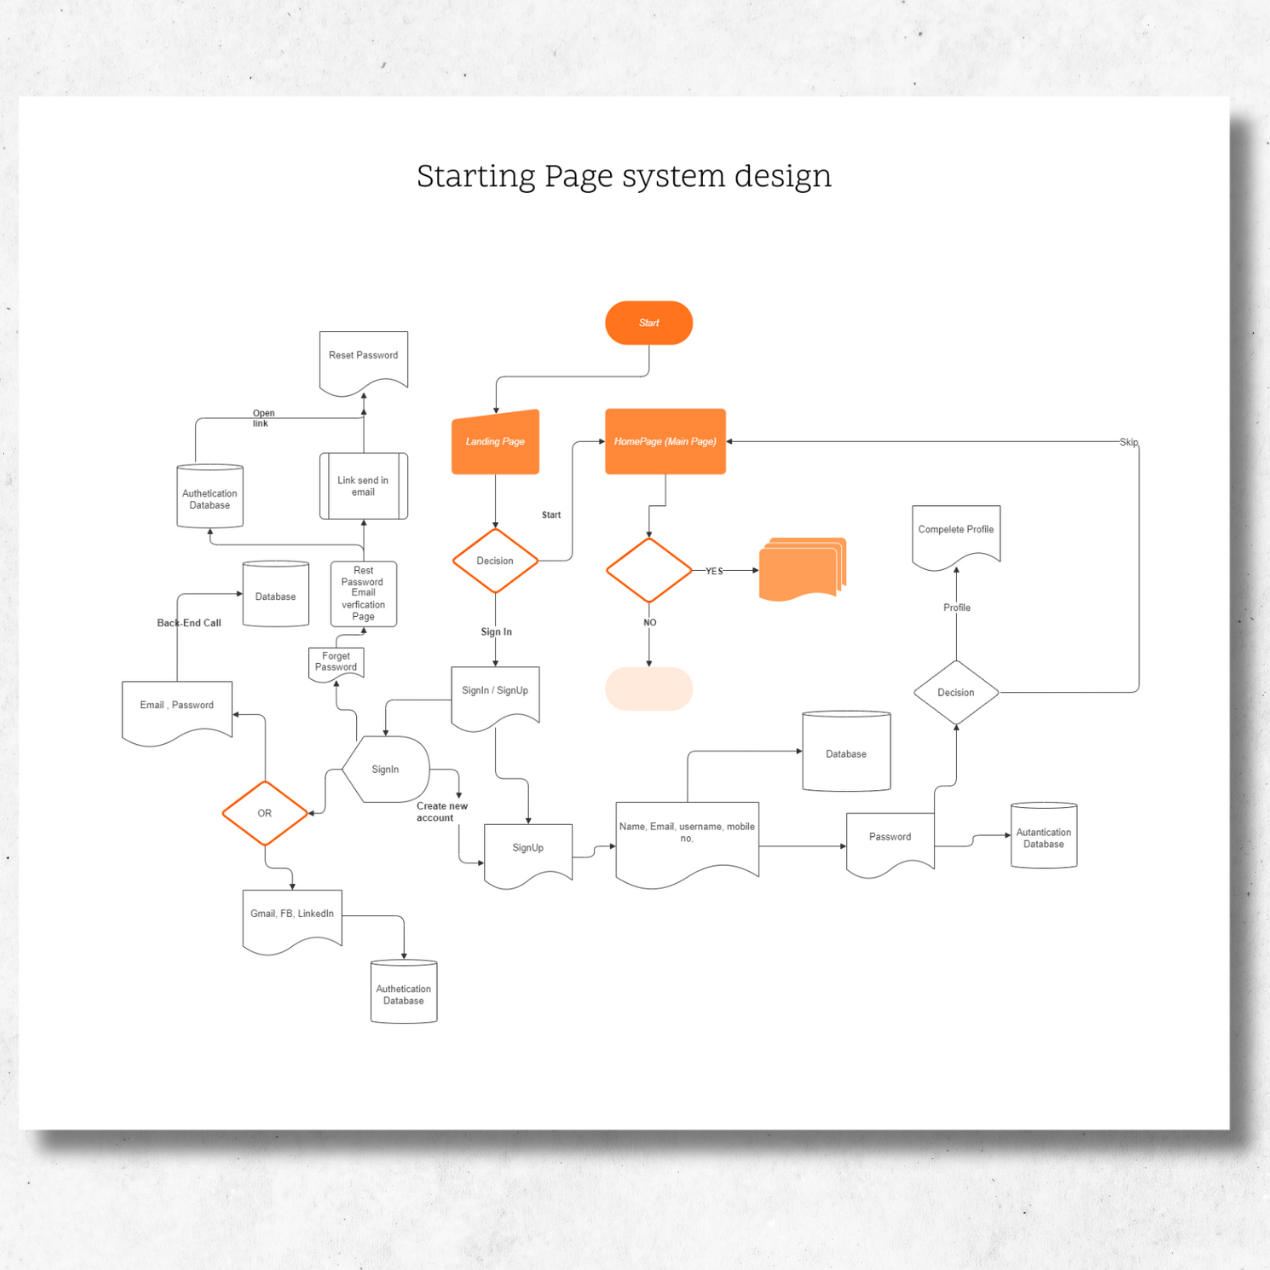 Starting Page system design
Start
Reset Password
Open
link
Landing Page
HomePage (Main Page)
Skip
Link send in
email
Authetication
Database
Start
Compelete Profile
Decision
YES
Rest
Password
Email
verfication
Page
Database
Profile
Back-End Call
Sign In
NO
Forget
Password
SignIn / SignUp
Decision
Email , Password
Database
SignIn
OR
Create new
account
Name, Email, username, mobile
no,
Password
Autantication
Database
SignUp
Gmail, FB, LinkedIn
Authetication
Database